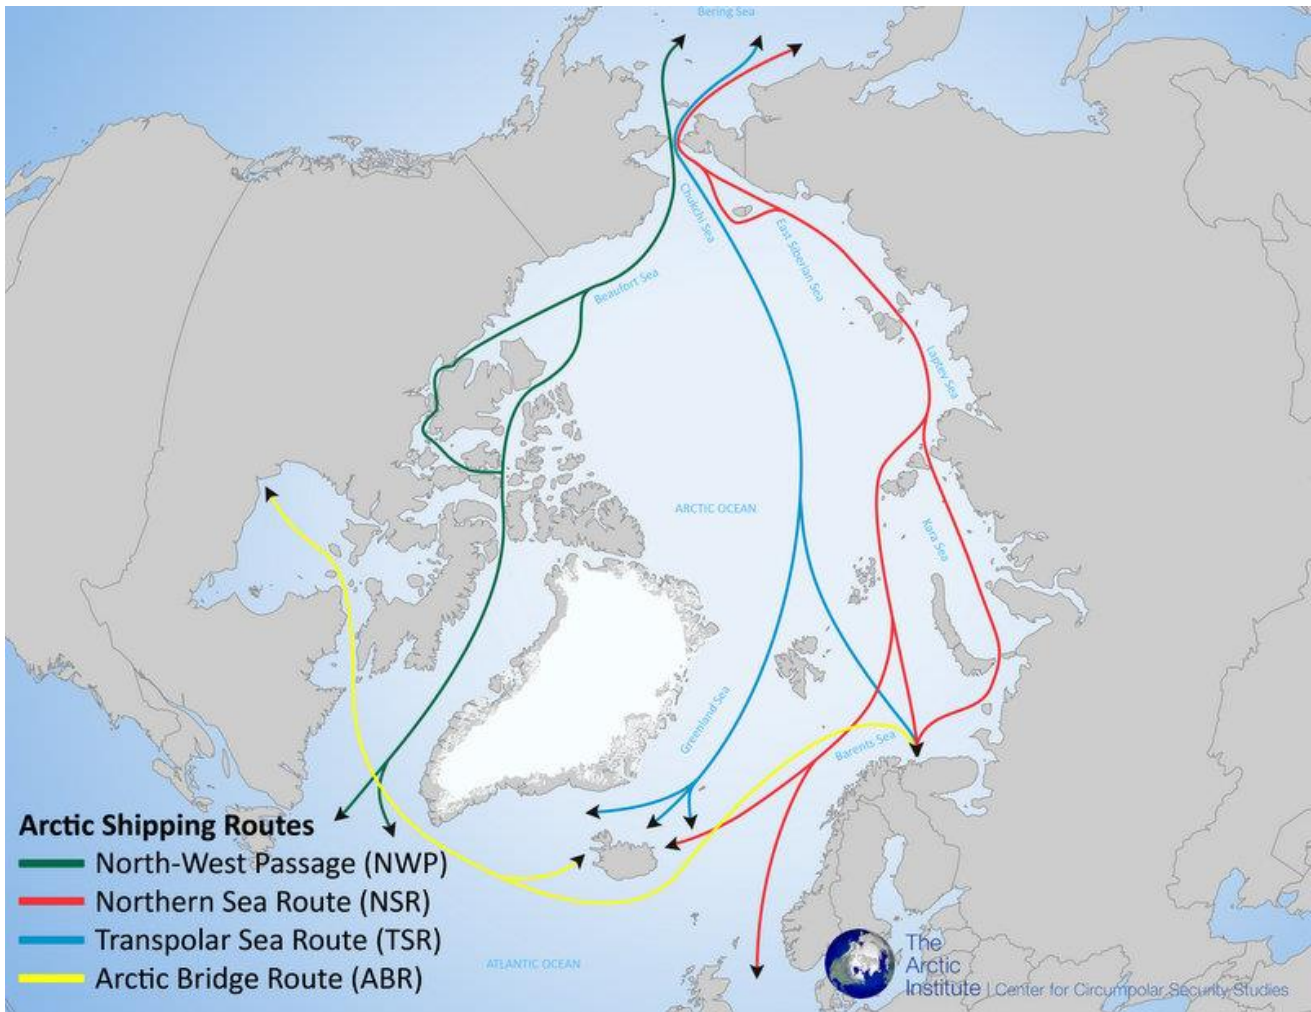 Bering Sea
Chukchi Sea
East Siberian Sea
Beaufort Sea
Laptev Sea
ARCTIC OCEAN
Kara Sea
Greenland Sea
Barents Sea
Arctic Shipping Routes
North-West Passage (NWP)
Northern Sea Route (NSR)
Transpolar Sea Route (TSR)
Arctic Bridge Route (ABR)
ATLANTIC OCEAN
The
Arctic
Institute | Center for Circumpolar Security Studies